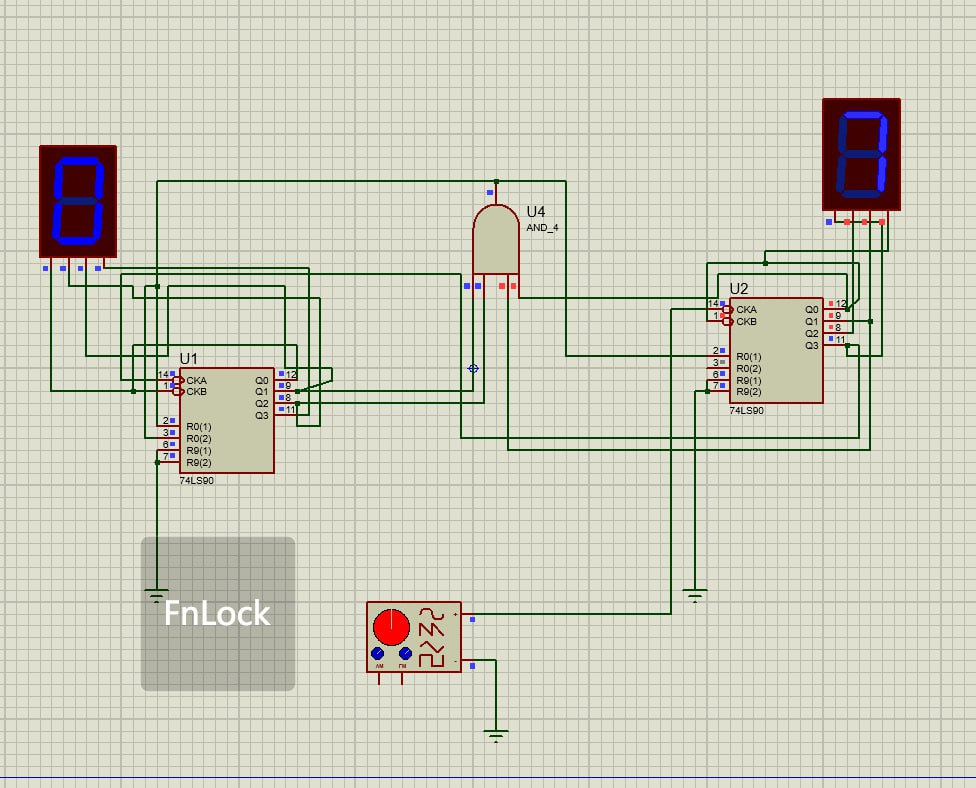 U4
AND_4
U2
14
CKA
Q0
12
1
CKB
Q1
9
Q2
8
Q3
11
2
R0(1)
3
R0(2)
6
R9(1)
7
R9(2)
74LS90
U1
14
CKA
Q0
12
1
CKB
Q1
9
Q2
8
Q3
11
2
R0(1)
3
R0(2)
6
R9(1)
7
R9(2)
74LS90
FnLock
+
-
AM
FM